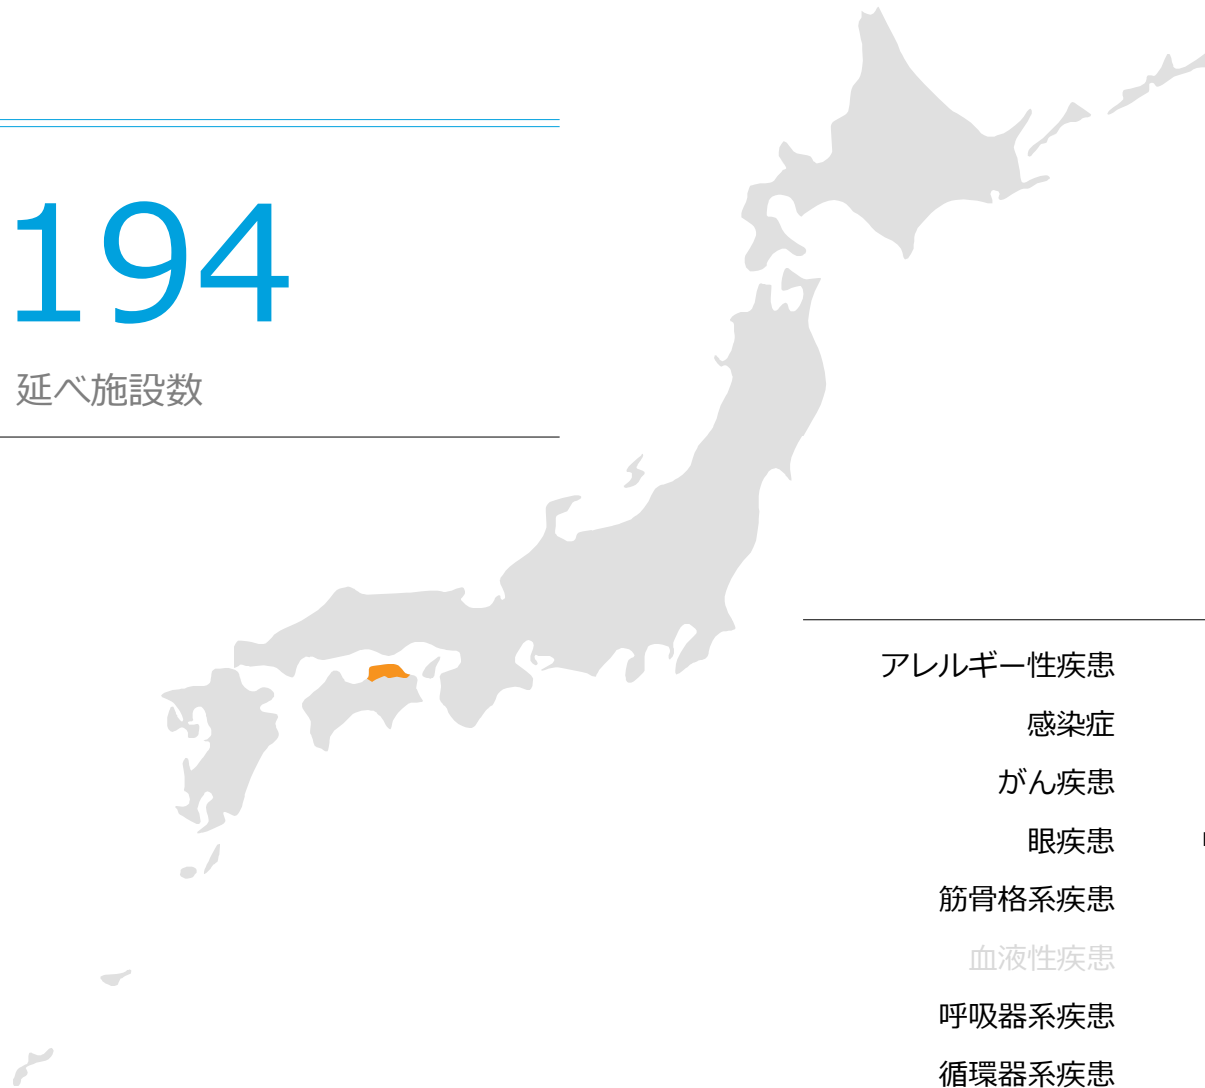 194
延べ施設数
アレルギー性疾患
感染症
がん疾患
眼疾患
筋骨格系疾患
血液性疾患
呼吸器系疾患
循環器系疾患